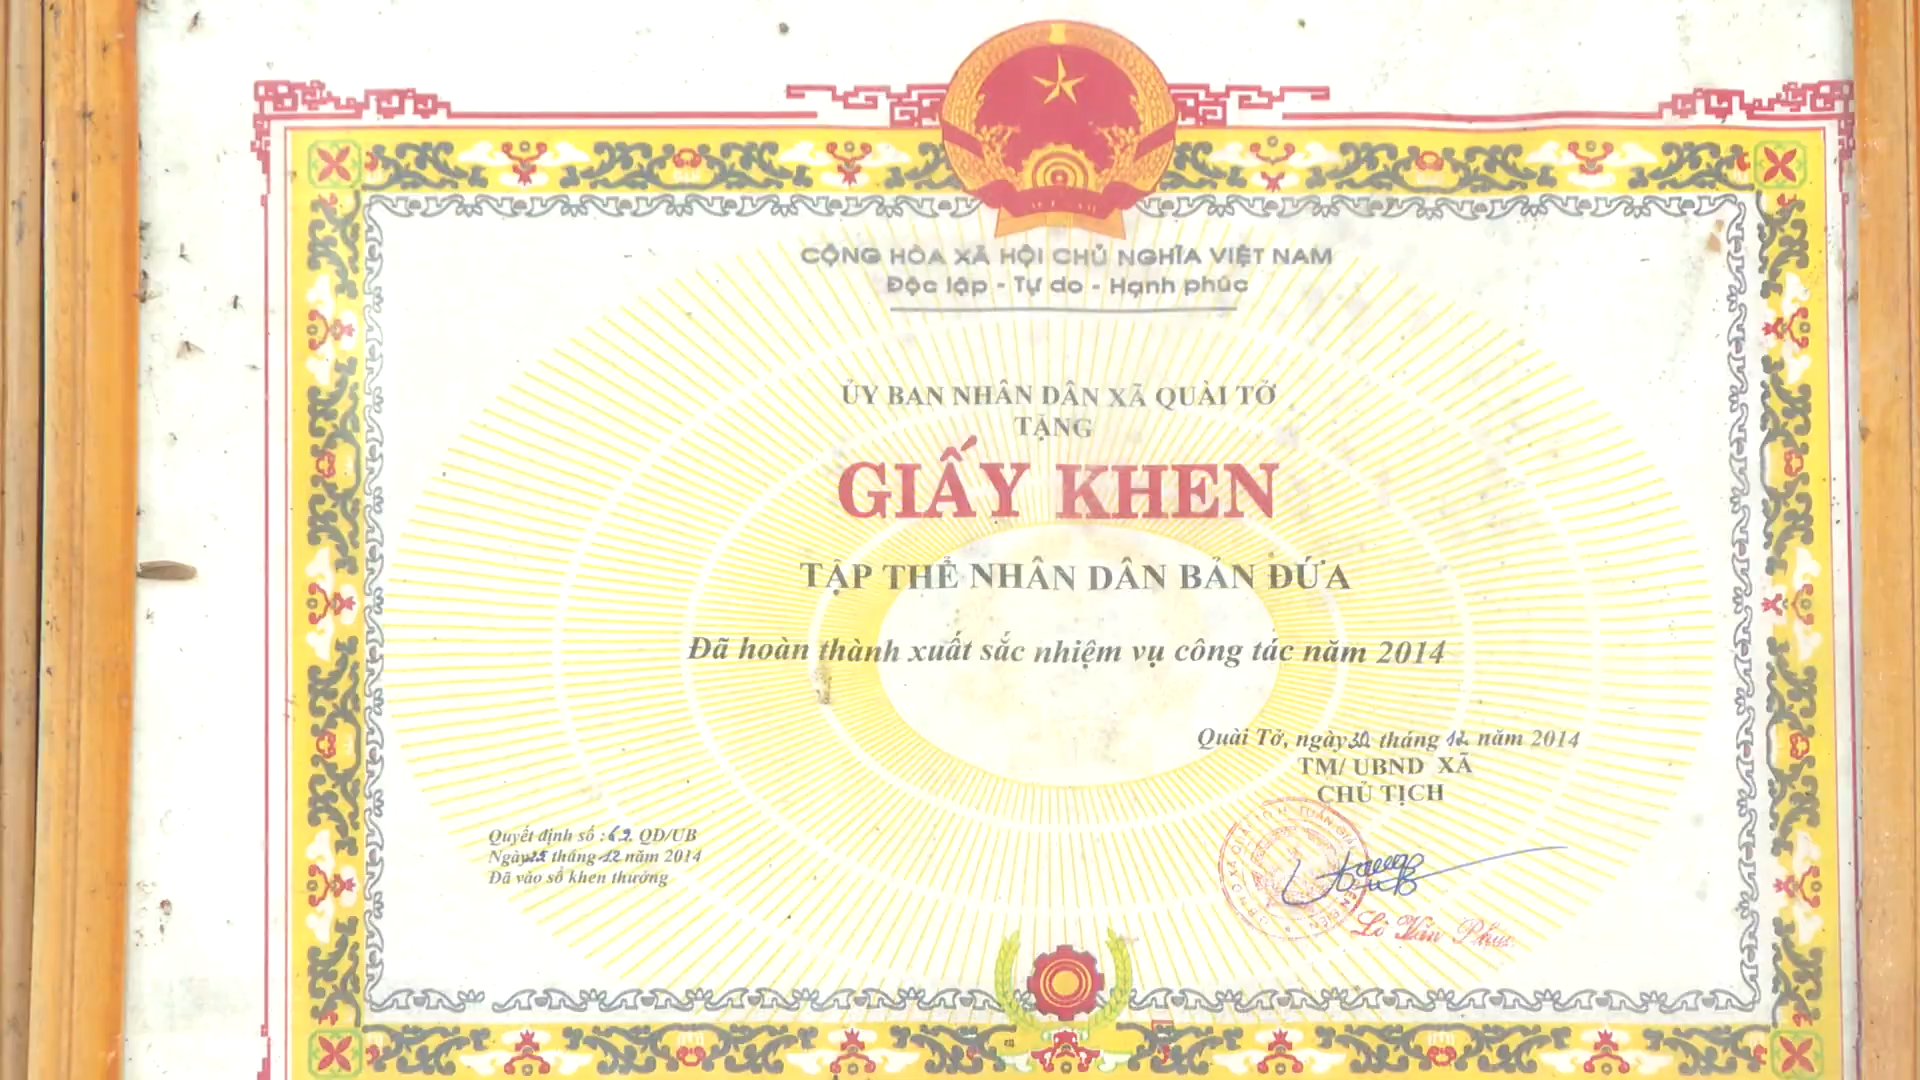 CỘNG HÒA XÃ HỘI CHỦ NGHĨA VIỆT NAM
Độc lập - Tự do - Hạnh phúc
ỦY BAN NHÂN DÂN XÃ QUÀI TỞ
TẶNG
GIẤY KHEN
TẬP THỂ NHÂN DÂN BẢN ĐỨA
Đã hoàn thành xuất sắc nhiệm vụ công tác năm 2014
Quài Tở, ngày 30 tháng 12 năm 2014
TM/ UBND XÃ
CHỦ TỊCH
Quyết định số : 62 QĐ/UB
Ngày 25 tháng 12 năm 2014
Đã vào sổ khen thưởng
Lò Văn